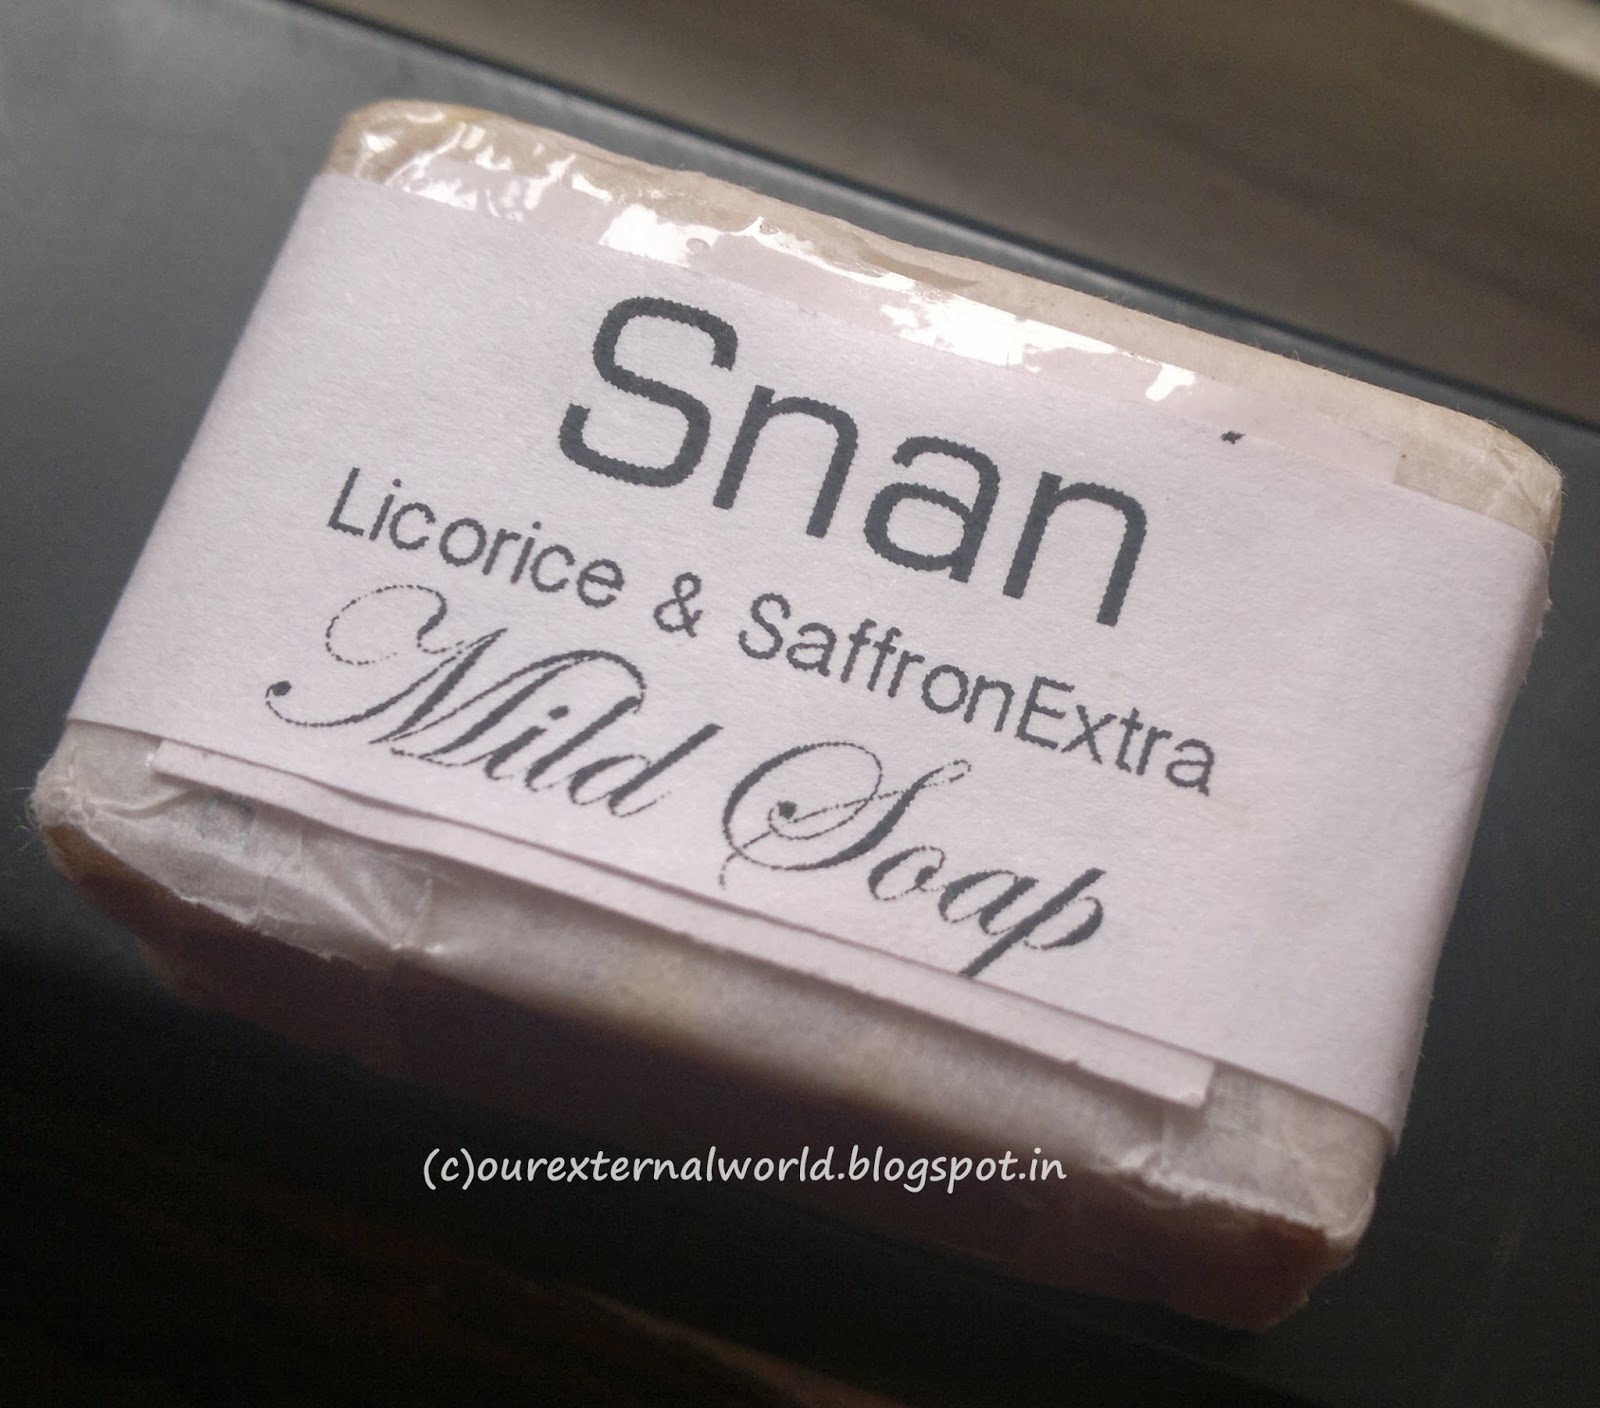 Snan
Licorice & SaffronExtra
Mild Soap
(c)ourexternalworld.blogspot.in